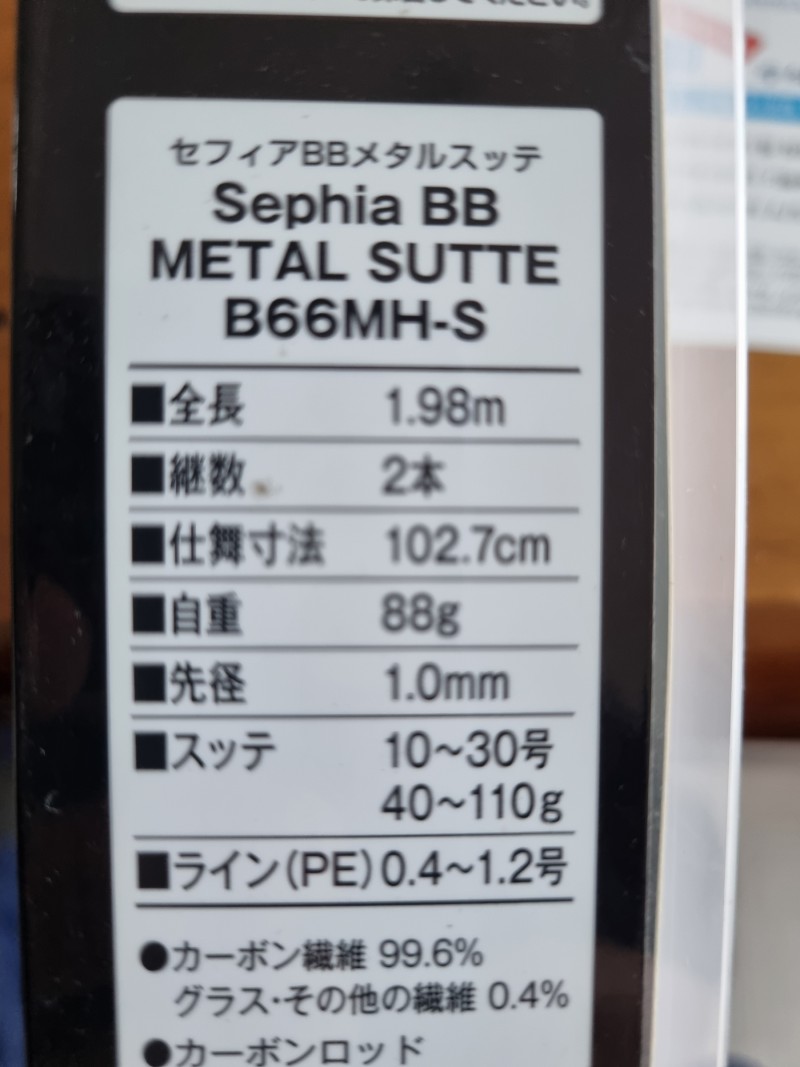 セフィアBBメタルスッテ
Sephia BB
METAL SUTTE
B66MH-S
■全長 1.98m
■継数 2本
■仕舞寸法 102.7cm
■自重 88g
■先径 1.0mm
■スッテ 10~30号
40~110g
■ライン(PE) 0.4~1.2号
●カーボン繊維 99.6%
グラス・その他の繊維 0.4%
●カーボンロッド